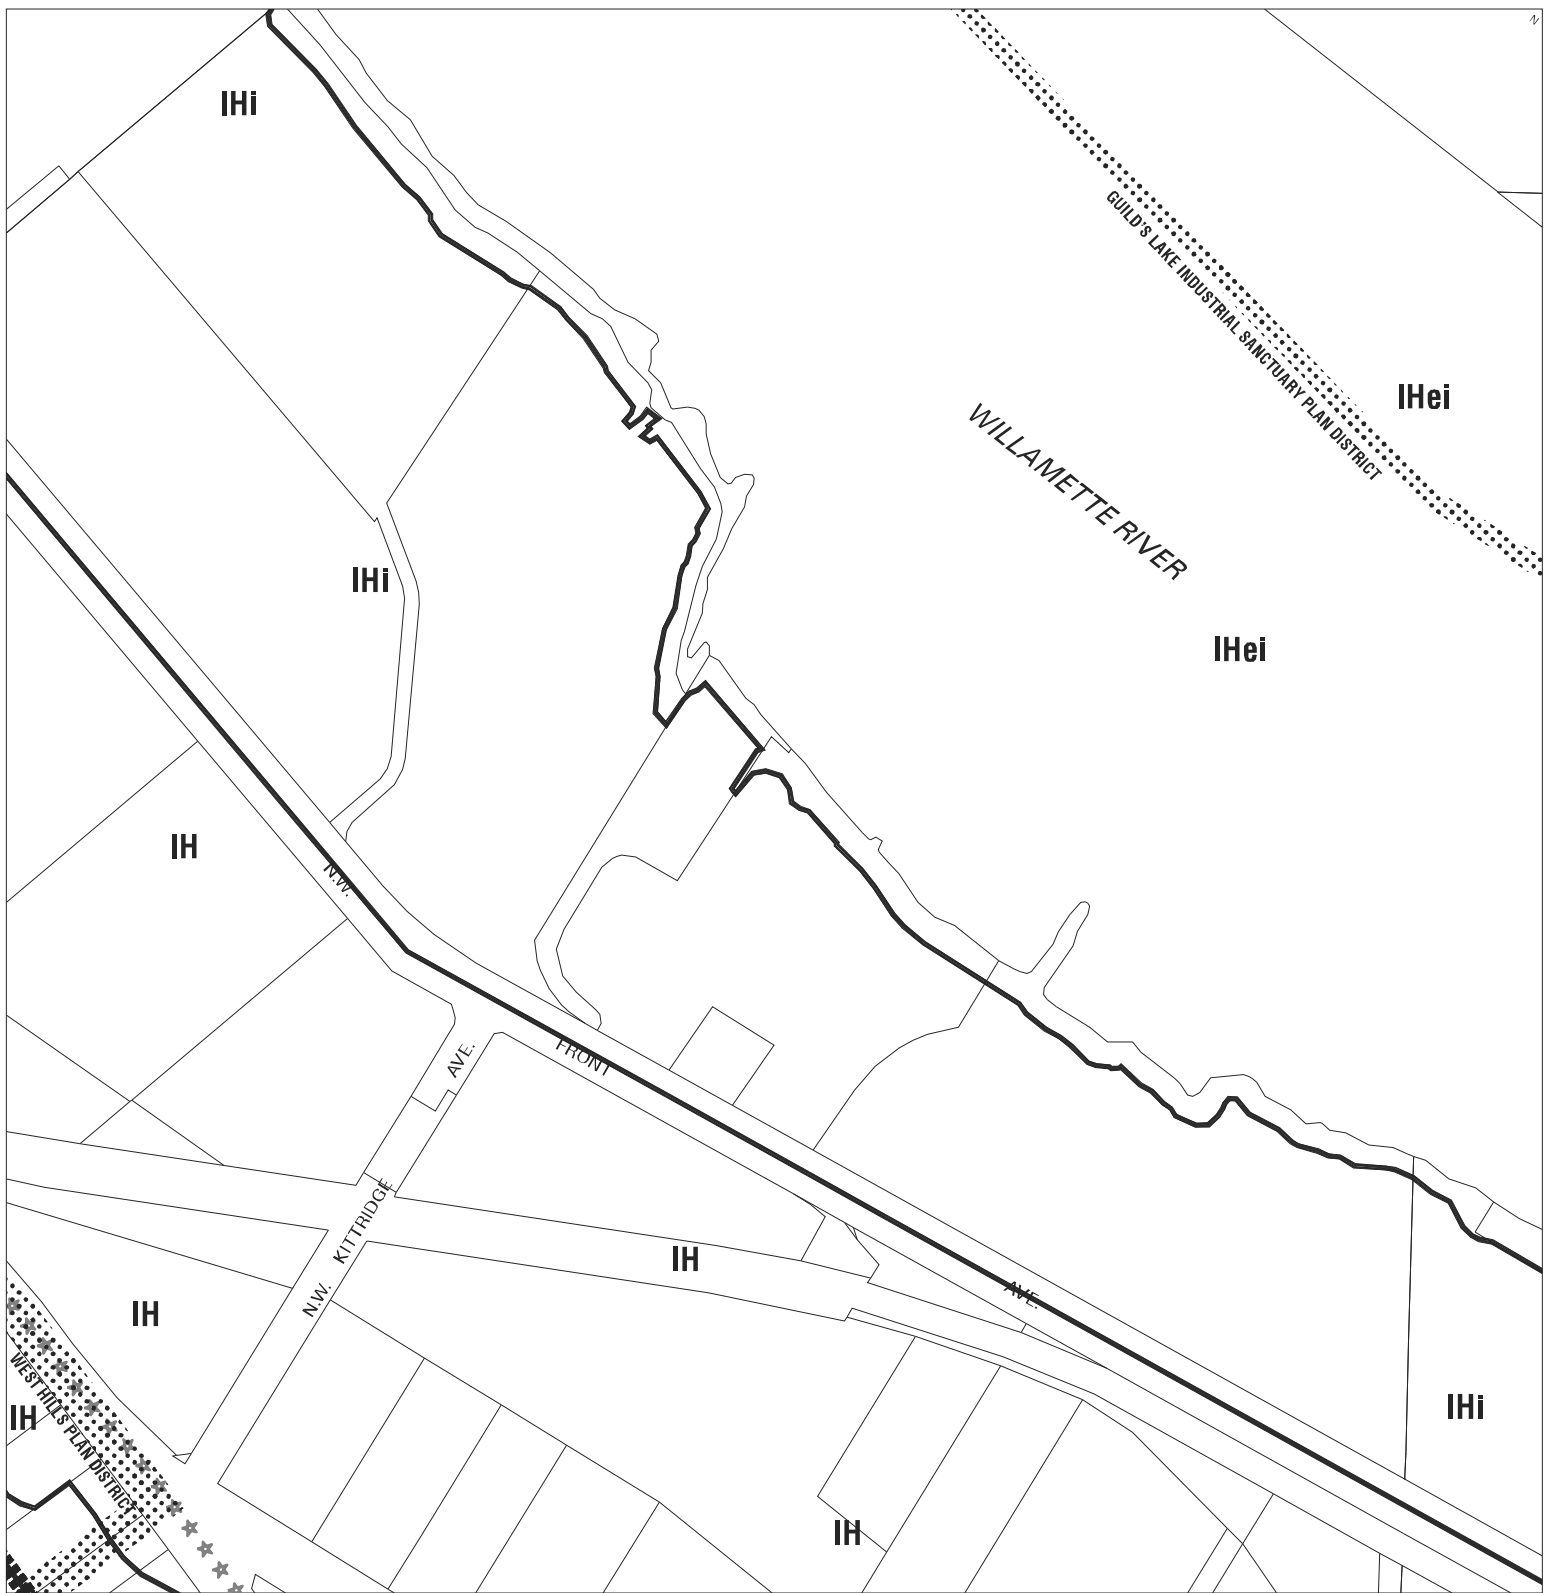 N
IHi
GUILD'S LAKE INDUSTRIAL SANCTUARY PLAN DISTRICT
IHei
WILLAMETTE RIVER
IHi
IHei
IH
N.W.
FRONT
AVE.
AVE.
KITTRIDGE
N.W.
IH
IH
WEST HILLS PLAN DISTRICT
IH
IHi
IH